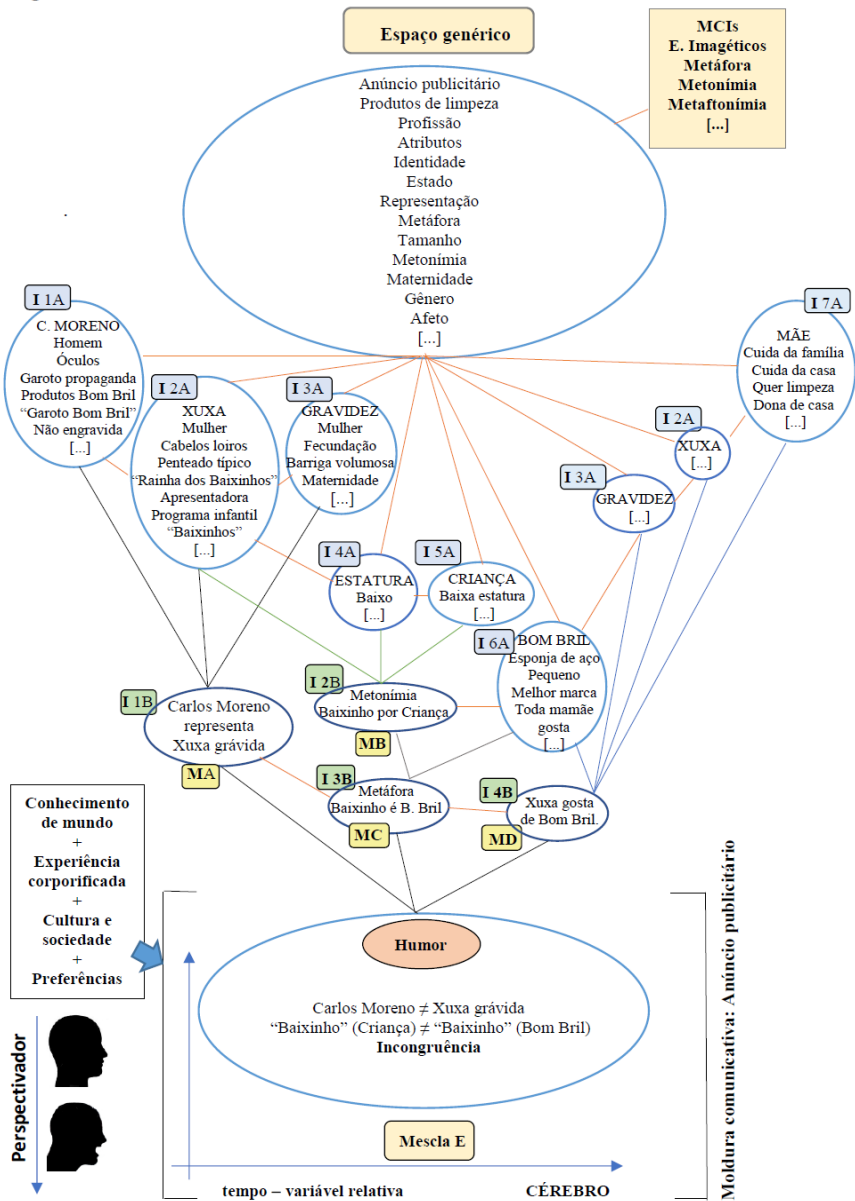 Espaço genérico
MCIs
E. Imagéticos
Metáfora
Metonímia
Metaftonímia
[...]
Anúncio publicitário
Produtos de limpeza
Profissão
Atributos
Identidade
Estado
Representação
Metáfora
Tamanho
Metonímia
Maternidade
Gênero
Afeto
[...]
I 1A
C. MORENO
Homem
Óculos
Garoto propaganda
Produtos Bom Bril
“Garoto Bom Bril”
Não engravida
[...]
I 2A
XUXA
Mulher
Cabelos loiros
Penteado típico
“Rainha dos Baixinhos”
Apresentadora
Programa infantil
“Baixinhos”
[...]
I 3A
GRAVIDEZ
Mulher
Fecundação
Barriga volumosa
Maternidade
[...]
I 7A
MÃE
Cuida da família
Cuida da casa
Quer limpeza
Dona de casa
[...]
I 2A
XUXA
[...]
I 3A
GRAVIDEZ
[...]
I 4A
ESTATURA
Baixo
[...]
I 5A
CRIANÇA
Baixa estatura
[...]
I 6A
BOM BRIL
Esponja de aço
Pequeno
Melhor marca
Toda mamãe
gosta
[...]
I 1B
Carlos Moreno
representa
Xuxa grávida
MA
I 2B
Metonímia
Baixinho por Criança
MB
I 3B
Metáfora
Baixinho é B. Bril
MC
I 4B
Xuxa gosta
de Bom Bril.
MD
Conhecimento
de mundo
+
Experiência
corporificada
+
Cultura e
sociedade
+
Preferências
Perspectivador
Humor
Carlos Moreno ≠ Xuxa grávida
“Baixinho” (Criança) ≠ “Baixinho” (Bom Bril)
Incongruência
Mescla E
tempo – variável relativa
CÉREBRO
Moldura comunicativa: Anúncio publicitário